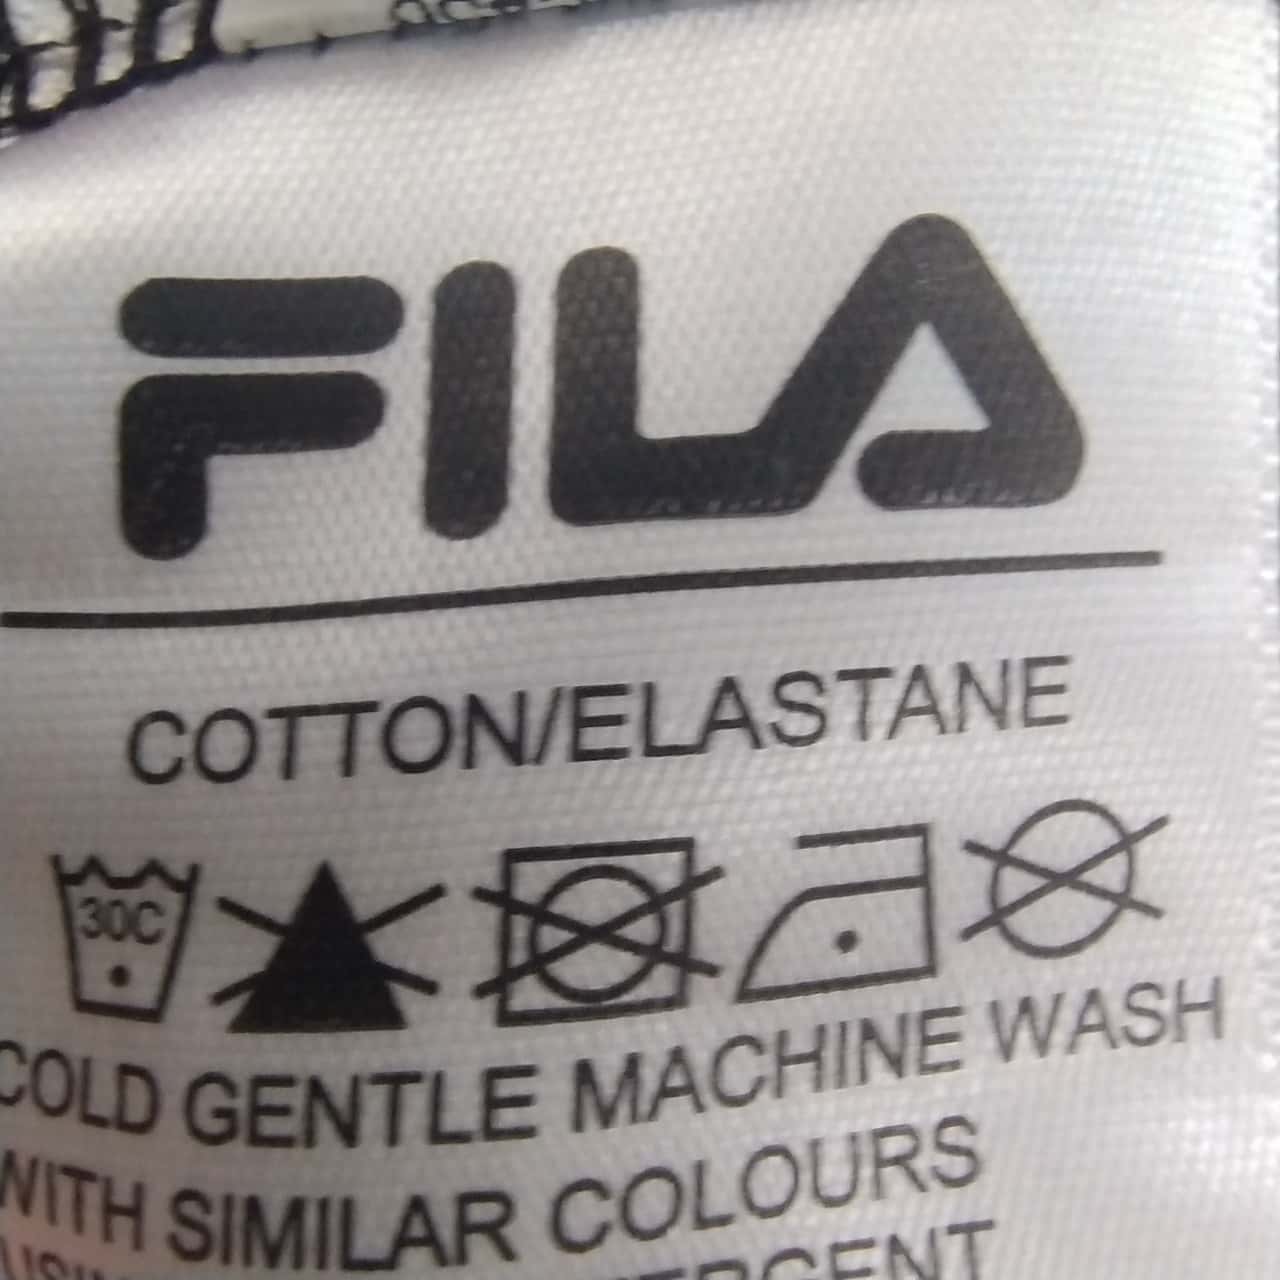 FILA
COTTON/ELASTANE
30C
COLD GENTLE MACHINE WASH
WITH SIMILAR COLOURS